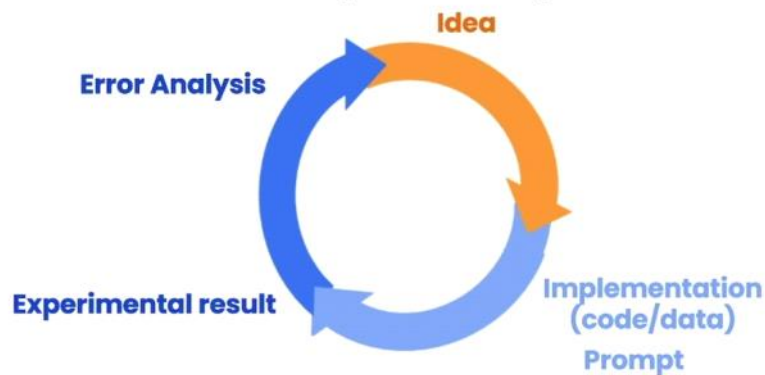 Idea
Error Analysis
Experimental result
Implementation
(code/data)
Prompt